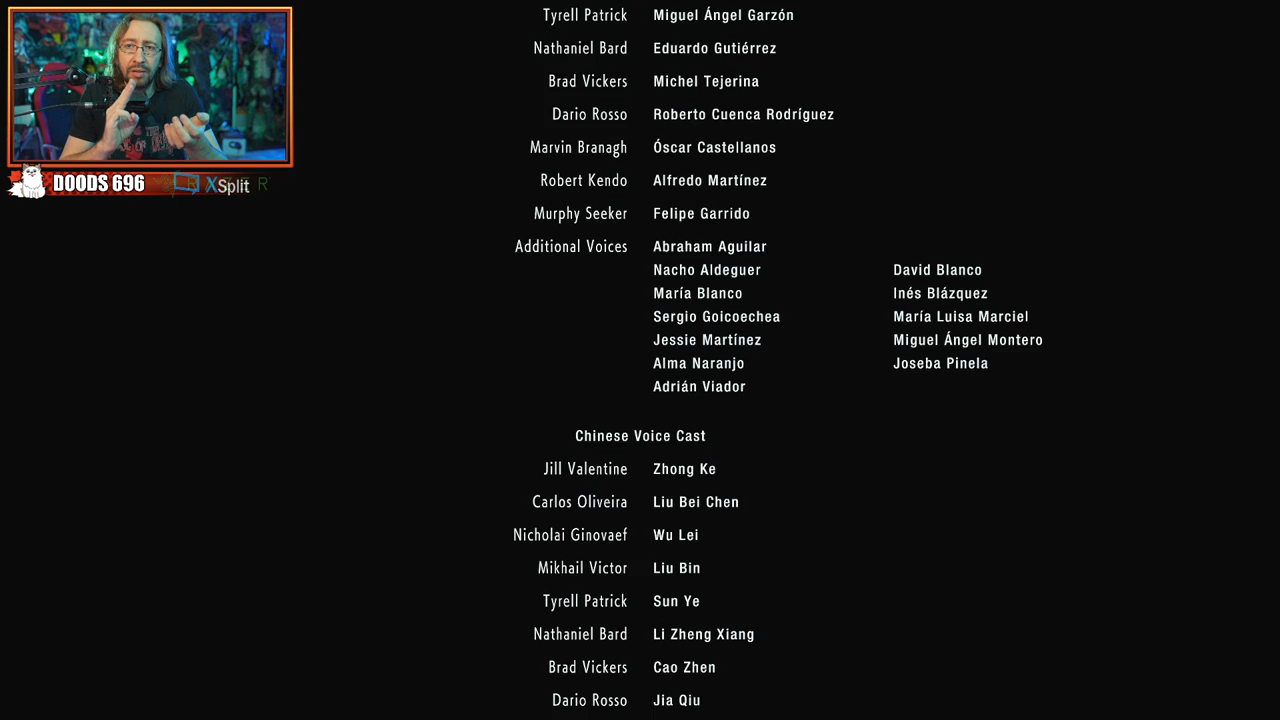 Tyrell Patrick Miguel Ángel Garzón
Nathaniel Bard Eduardo Gutiérrez
Brad Vickers Michel Tejerina
Dario Rosso Roberto Cuenca Rodríguez
Marvin Branagh Óscar Castellanos
Robert Kendo Alfredo Martínez
DOODS 696 XSplit
Murphy Seeker Felipe Garrido
Additional Voices Abraham Aguilar
Nacho Aldeguer David Blanco
María Blanco Inés Blázquez
Sergio Goicoechea María Luisa Marciel
Jessie Martínez Miguel Ángel Montero
Alma Naranjo Joseba Pinela
Adrián Viador
Chinese Voice Cast
Jill Valentine Zhong Ke
Carlos Oliveira Liu Bei Chen
Nicholai Ginovaef Wu Lei
Mikhail Victor Liu Bin
Tyrell Patrick Sun Ye
Nathaniel Bard Li Zheng Xiang
Brad Vickers Cao Zhen
Dario Rosso Jia Qiu